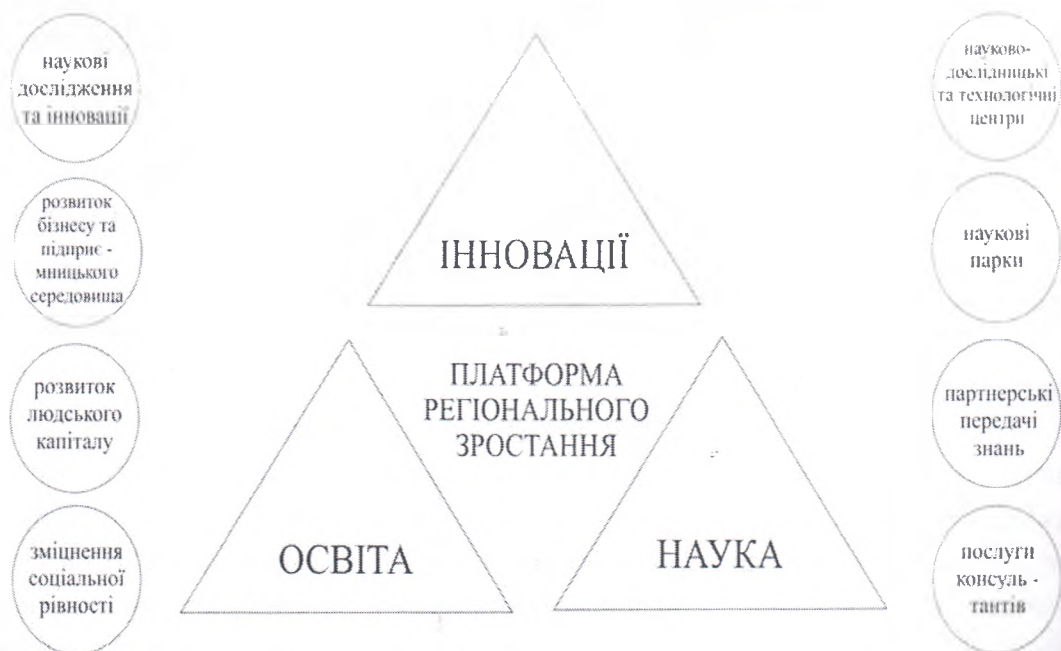 наукові
дослідження
та інновації
розвиток
бізнесу та
підприє -
мницького
середовища
розвиток
людського
капіталу
зміцнення
соціальної
рівності
ІННОВАЦІЇ
ПЛАТФОРМА
РЕГІОНАЛЬНОГО
ЗРОСТАННЯ
ОСВІТА
НАУКА
науково-
дослідницькі
та технологічні
центри
наукові
парки
партнерські
передачі
знань
послуги
консуль -
тантів